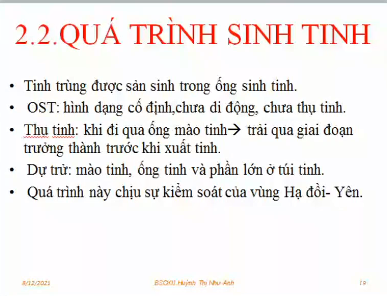 2.2.QUÁ TRÌNH SINH TINH
• Tinh trùng được sản sinh trong ống sinh tinh.
• OST: hình dạng cố định,chưa di động, chưa thụ tinh.
• Thụ tinh: khi đi qua ống mào tinh→ trải qua giai đoạn
trưởng thành trước khi xuất tinh.
• Dự trử: mào tinh, ống tinh và phần lớn ở túi tinh.
• Quá trình này chịu sự kiểm soát của vùng Hạ đồi- Yên.
9/12/2021
BSCKII.Huỳnh Thị Như Anh
19